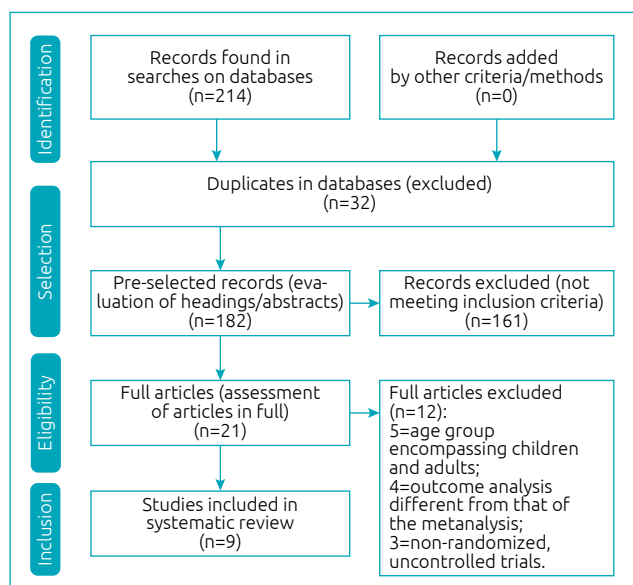 Identification
Records found in
searches on databases
(n=214)
Records added
by other criteria/methods
(n=0)
Selection
Duplicates in databases (excluded)
(n=32)
Pre-selected records (eva-
luation of headings/abstracts)
(n=182)
Records excluded (not
meeting inclusion criteria)
(n=161)
Eligibility
Full articles (assessment
of articles in full)
(n=21)
Full articles excluded
(n=12):
5=age group
encompassing children
and adults;
4=outcome analysis
different from that of
the metanalysis;
3=non-randomized,
uncontrolled trials.
Inclusion
Studies included in
systematic review
(n=9)